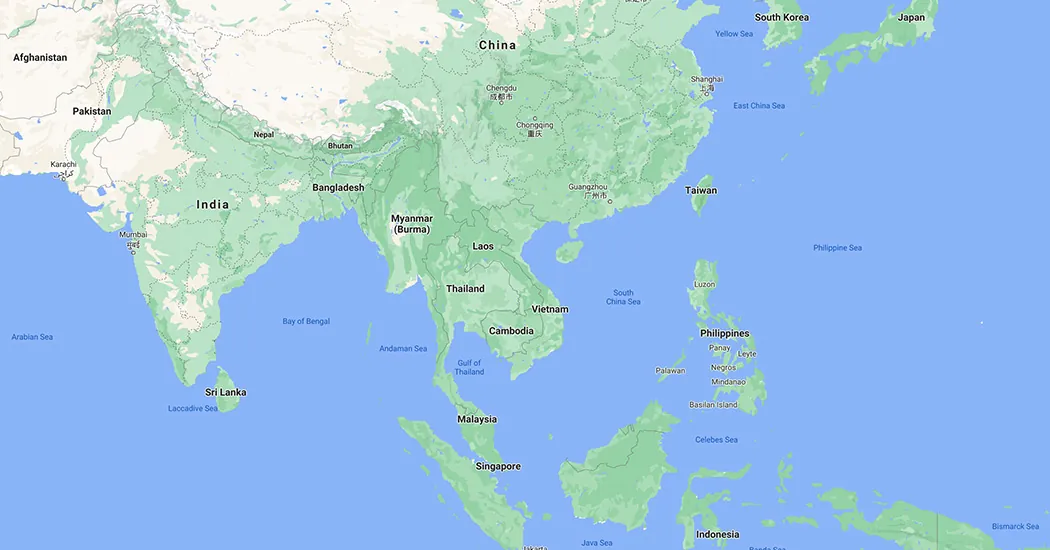 South Korea
Japan
Yellow Sea
China
Afghanistan
Shanghai
上海
Chengdu
成都市
East China Sea
Pakistan
Chongqing
重庆
Nepal
Bhutan
Karachi
کراچی
Bangladesh
Guangzhou
广州市
Taiwan
India
Myanmar
(Burma)
Mumbai
मुंबई
Laos
Philippine Sea
Luzon
Thailand
South
China Sea
Vietnam
Bay of Bengal
Cambodia
Philippines
Arabian Sea
Andaman Sea
Panay
Leyte
Gulf of
Thailand
Negros
Palawan
Mindanao
Sri Lanka
Laccadive Sea
Basilan Island
Malaysia
Celebes Sea
Singapore
Bismarck Sea
Indonesia
Java Sea
Jakarta
Banda Sea